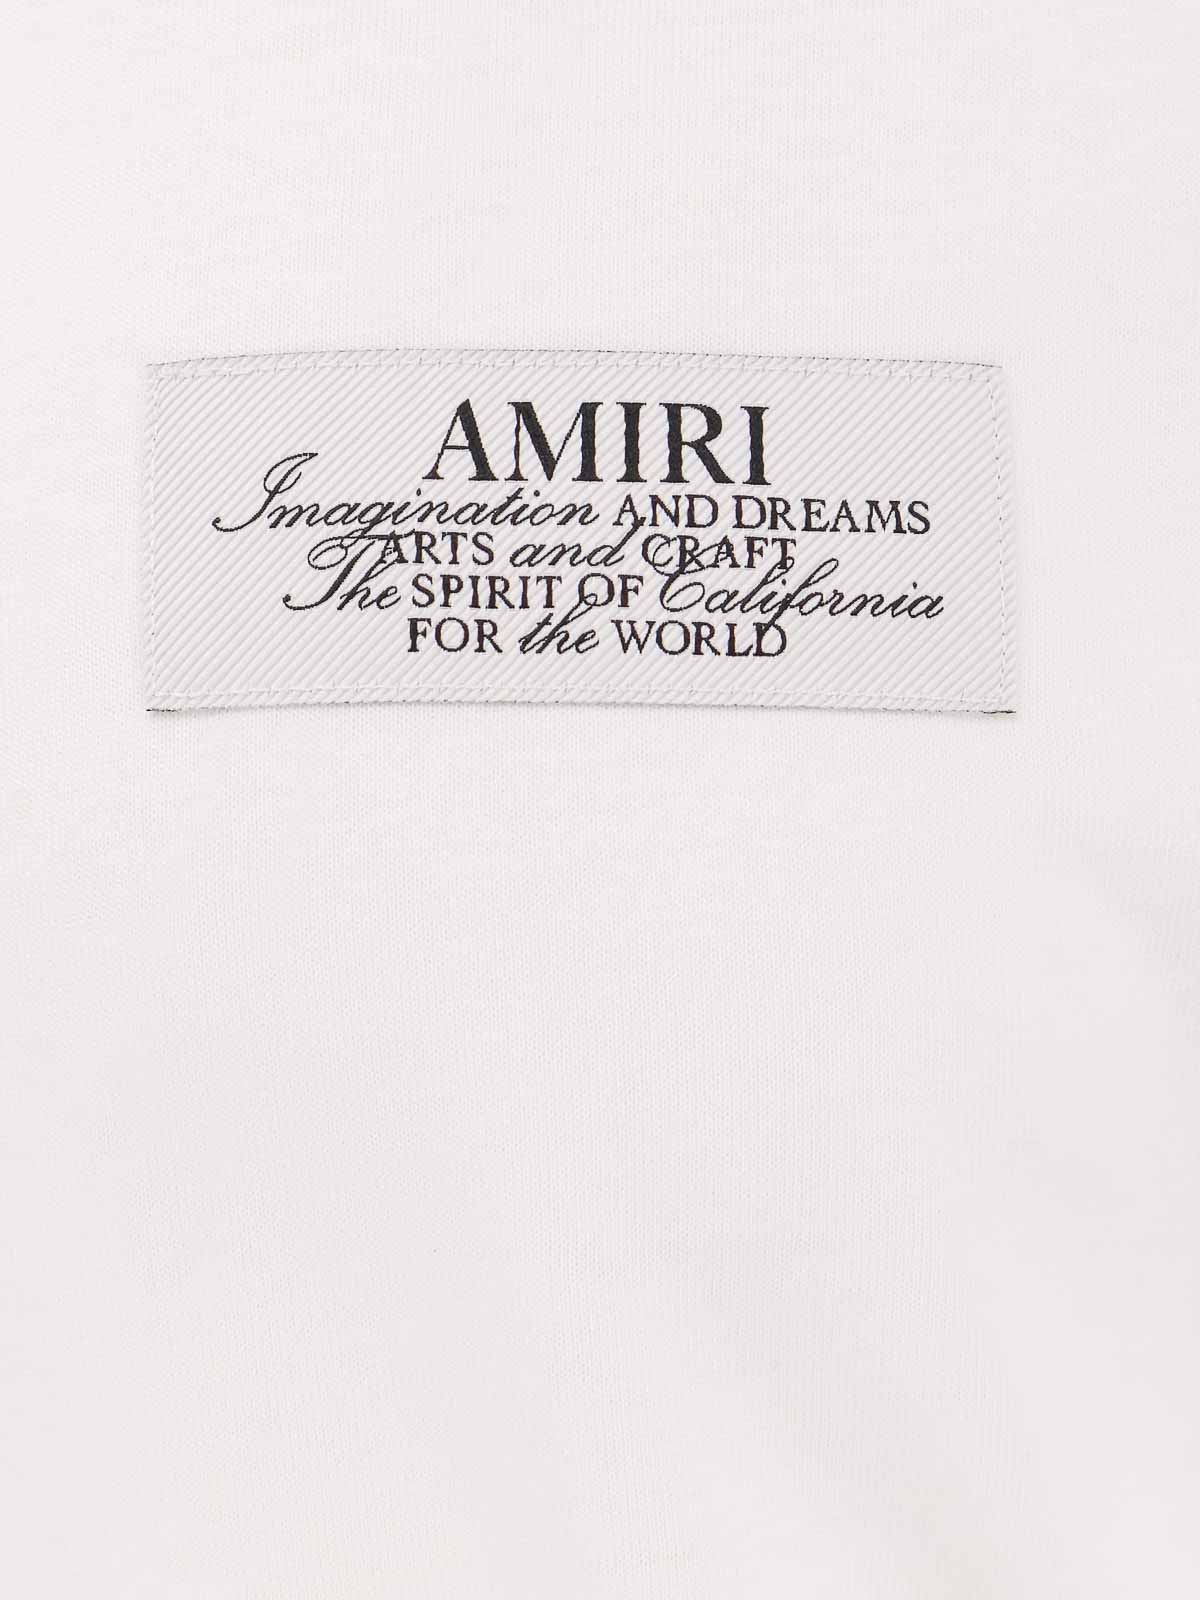 AMIRI
Imagination AND DREAMS
ARTS and CRAFT
The SPIRIT OF California
FOR the WORLD